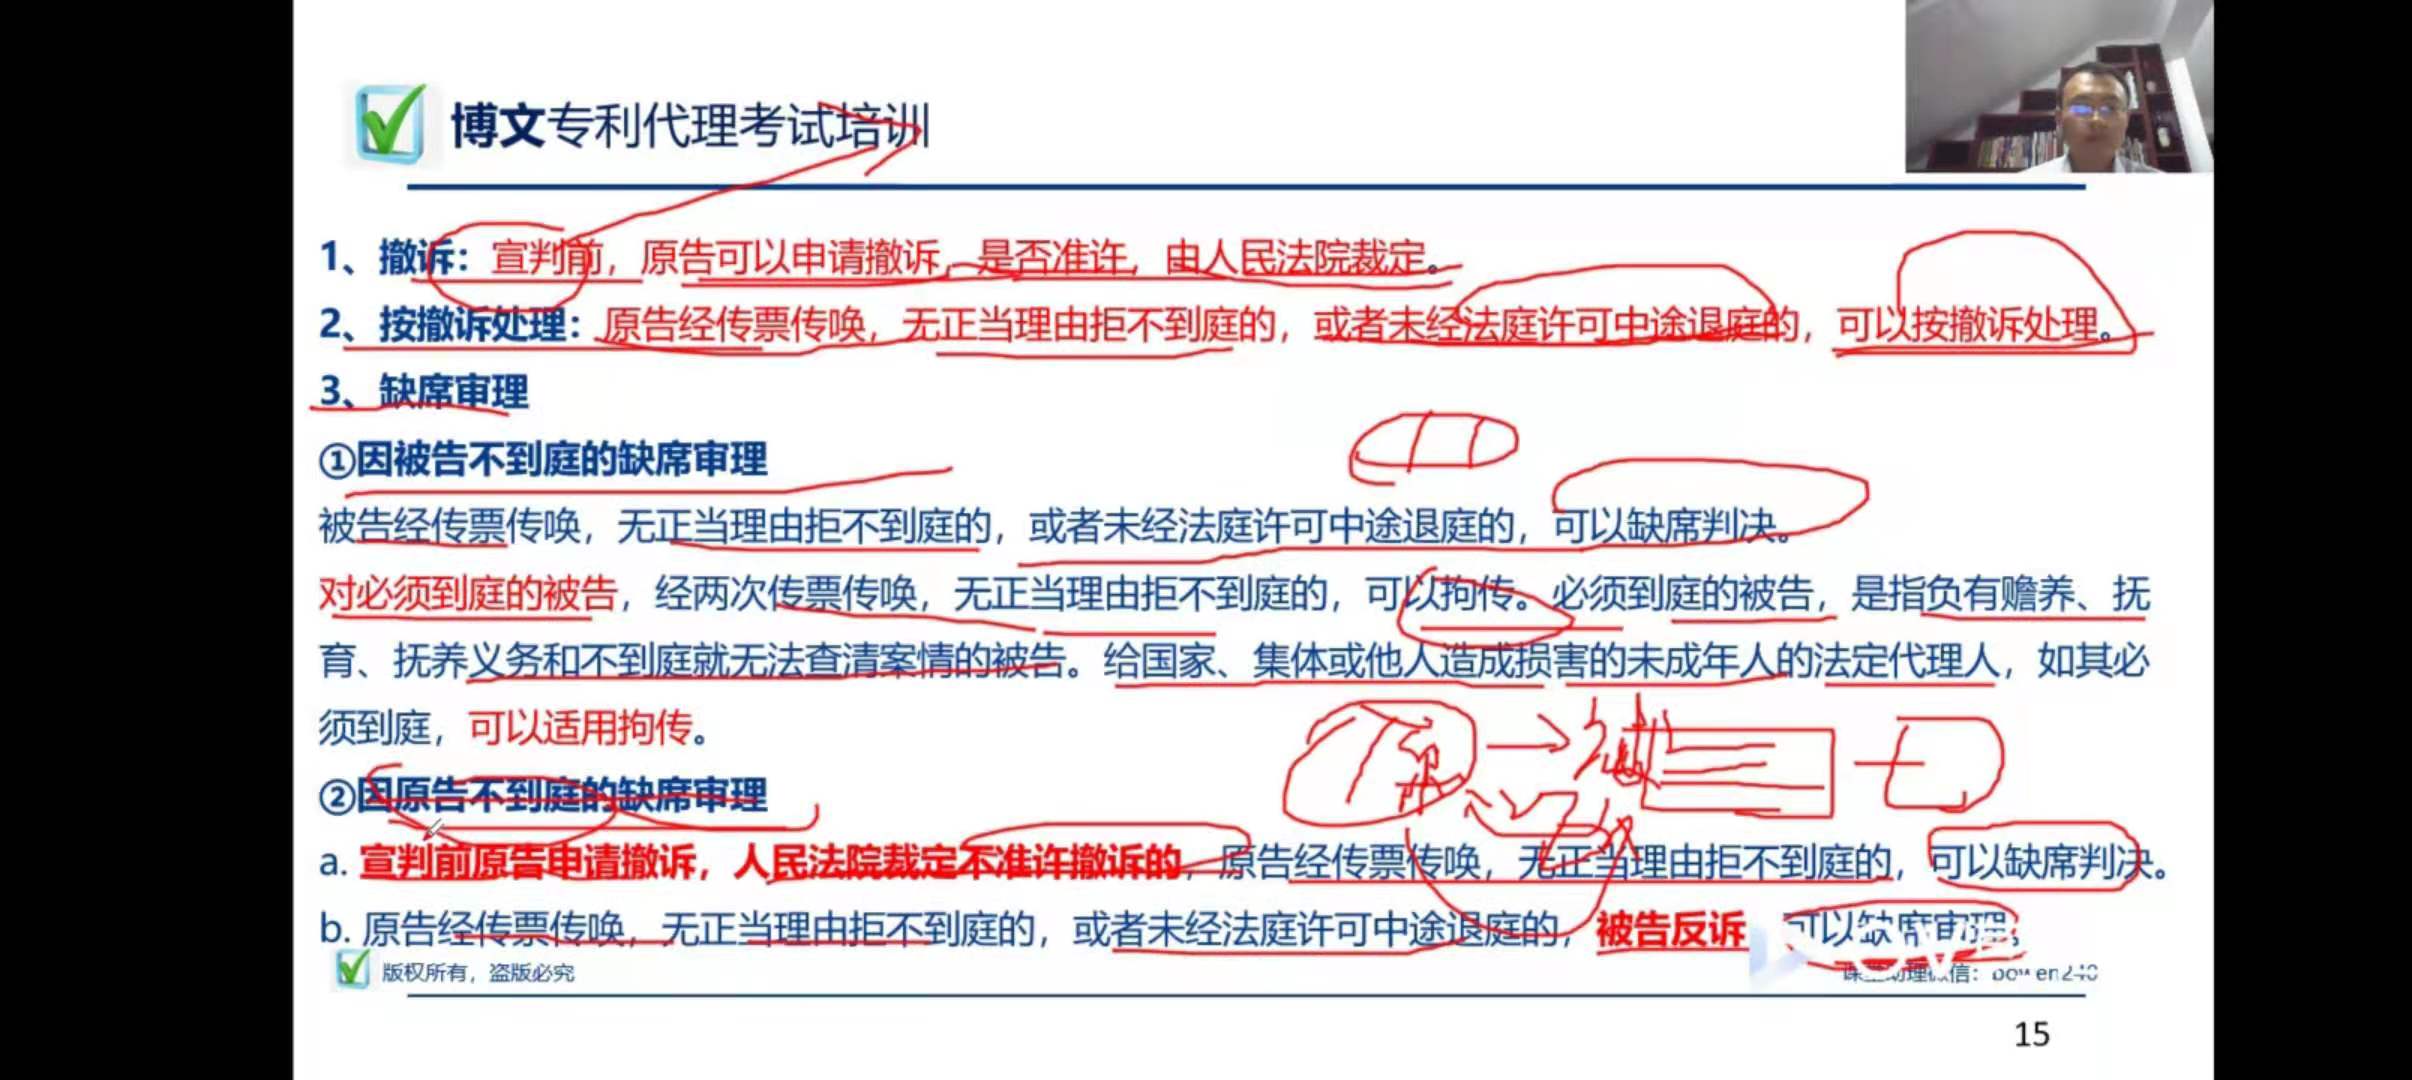 博文专利代理考试培训
1、撤诉：宣判前，原告可以申请撤诉，是否准许，由人民法院裁定。
2、按撤诉处理：原告经传票传唤，无正当理由拒不到庭的，或者未经法庭许可中途退庭的，可以按撤诉处理。
3、缺席审理
①因被告不到庭的缺席审理
被告经传票传唤，无正当理由拒不到庭的，或者未经法庭许可中途退庭的，可以缺席判决。
对必须到庭的被告，经两次传票传唤，无正当理由拒不到庭的，可以拘传。必须到庭的被告，是指负有赡养、抚
育、抚养义务和不到庭就无法查清案情的被告。给国家、集体或他人造成损害的未成年人的法定代理人，如其必
须到庭，可以适用拘传。
②因原告不到庭的缺席审理
a. 宣判前原告申请撤诉，人民法院裁定不准许撤诉的，原告经传票传唤，无正当理由拒不到庭的，可以缺席判决。
b. 原告经传票传唤，无正当理由拒不到庭的，或者未经法庭许可中途退庭的，被告反诉，可以缺席审理。
版权所有，盗版必究
微信：bowen240
15